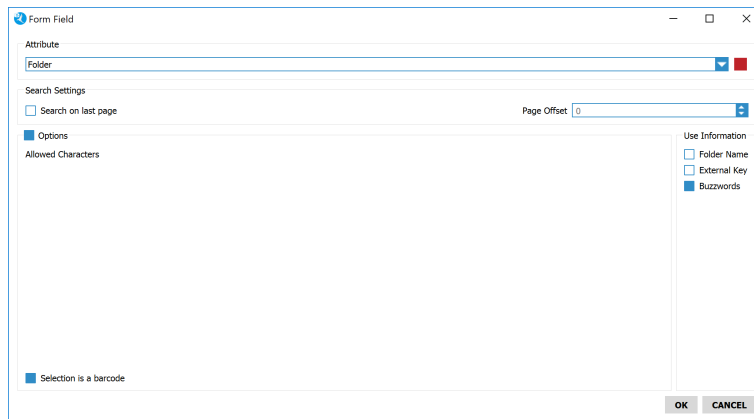 Form Field
Attribute
Folder
Search Settings
Search on last page
Page Offset 0
Options
Use Information
Allowed Characters
Folder Name
External Key
Buzzwords
Selection is a barcode
OK CANCEL